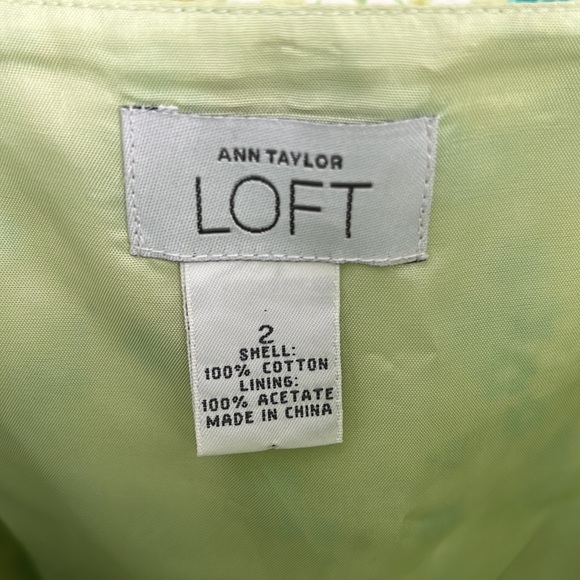 ANN TAYLOR
LOFT
2
SHELL:
100% COTTON
LINING:
100% ACETATE
MADE IN CHINA